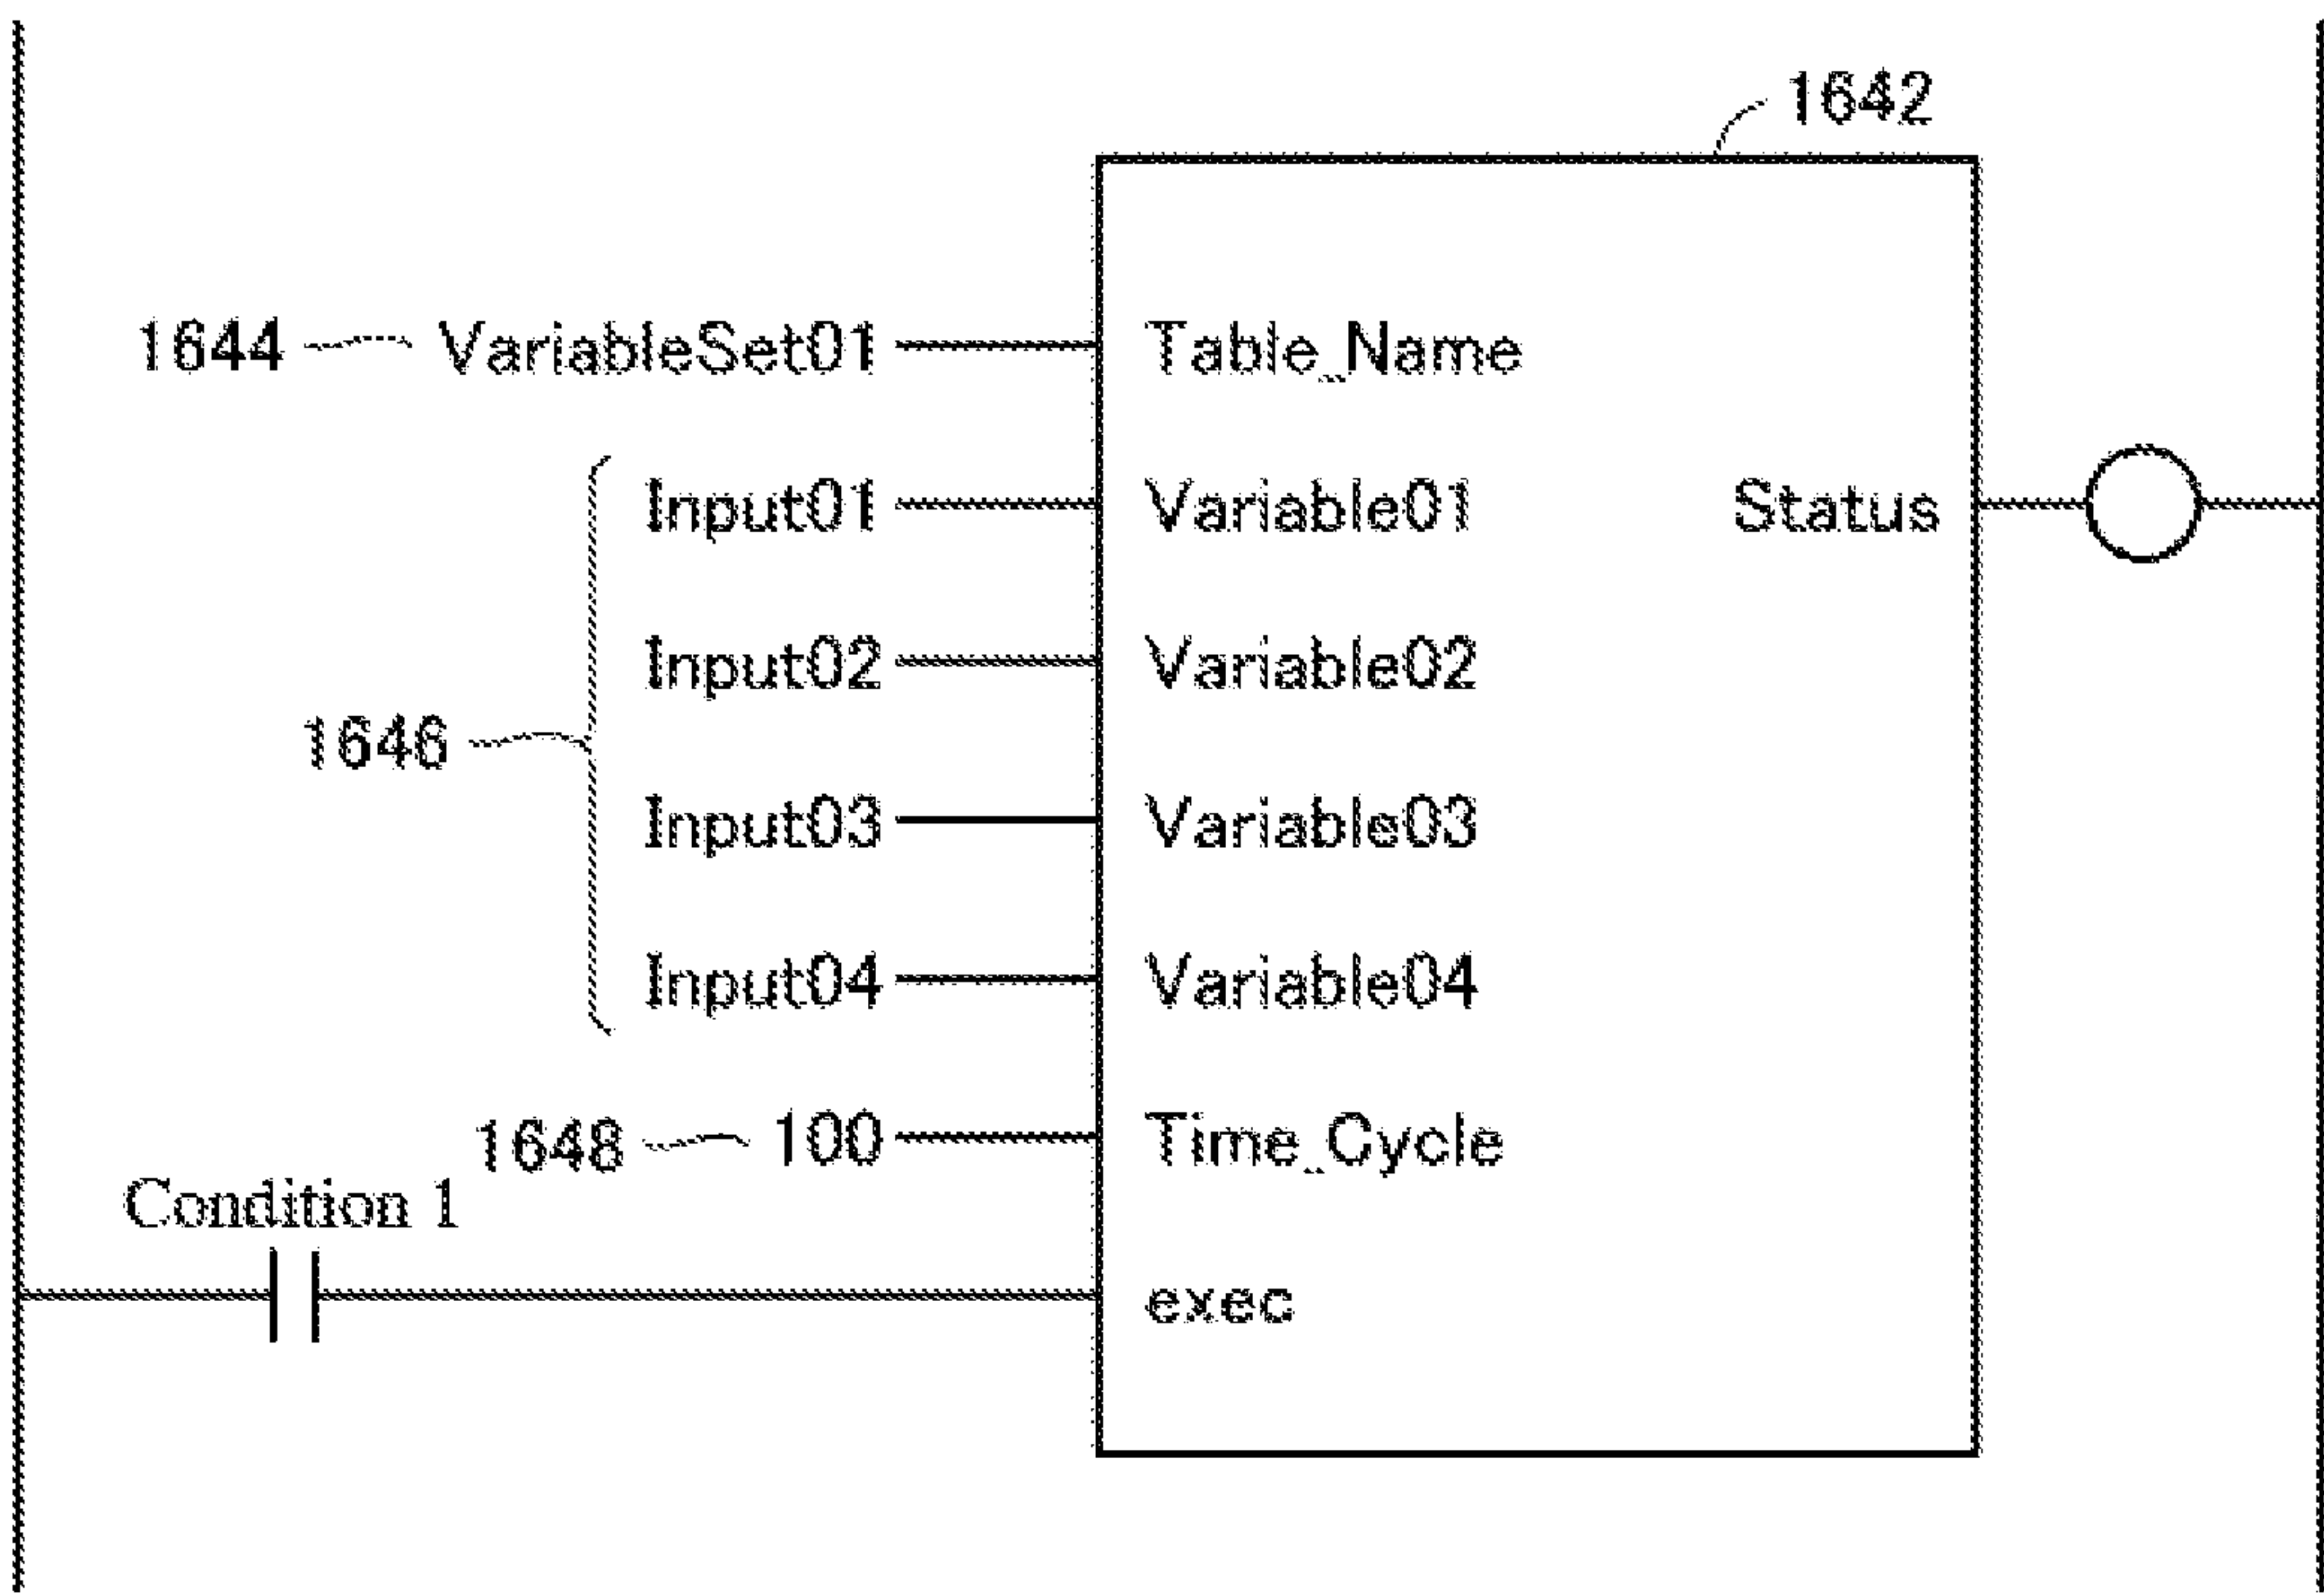 1642
1644 VariableSet01 Table_Name
Input01 Variable01 Status
Input02 Variable02
1646
Input03 Variable03
Input04 Variable04
1648 100 Time_Cycle
Condition 1
exec